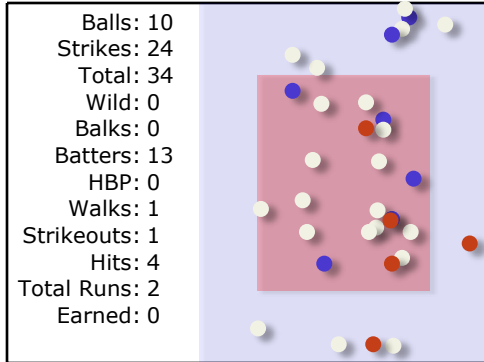 Balls: 10
Strikes: 24
Total: 34
Wild: 0
Balks: 0
Batters: 13
HBP: 0
Walks: 1
Strikeouts: 1
Hits: 4
Total Runs: 2
Earned: 0